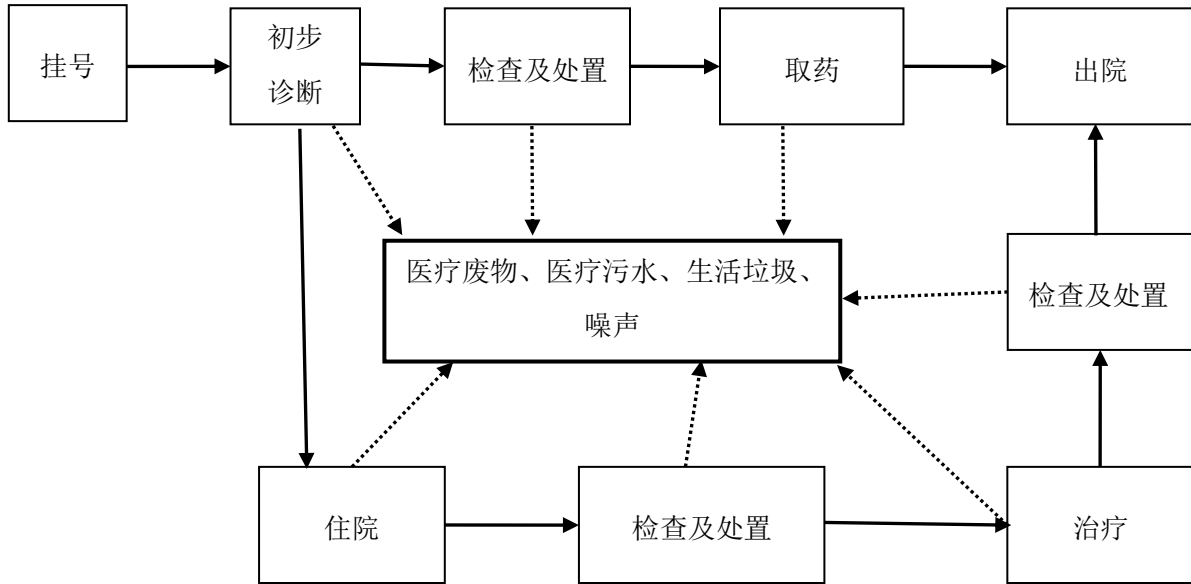 挂号
初步
诊断
检查及处置
取药
出院
医疗废物、医疗污水、生活垃圾、
噪声
检查及处置
住院
检查及处置
治疗